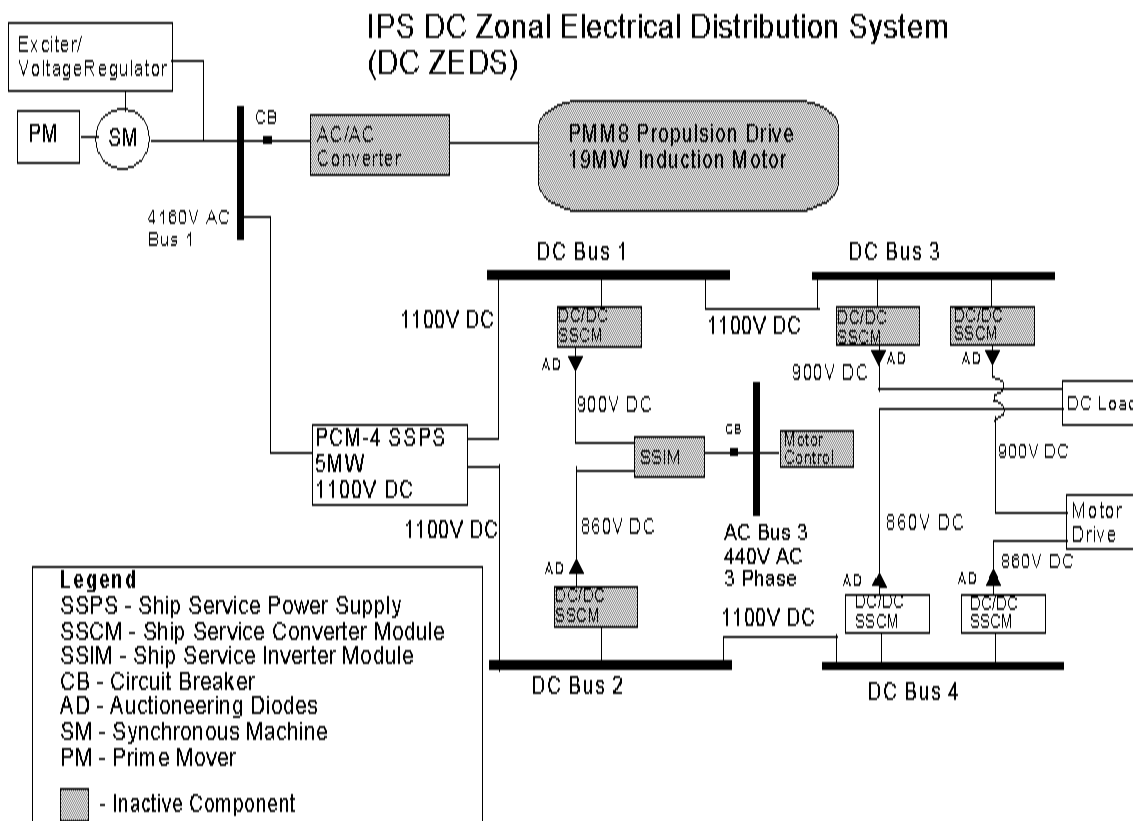 IPS DC Zonal Electrical Distribution System
(DC ZEDS)
Exciter/
VoltageRegulator
PM
SM
CB
AC/AC
Converter
PMM8 Propulsion Drive
19MW Induction Motor
4160V AC
Bus 1
DC Bus 1
DC Bus 3
1100V DC
1100V DC
DC/DC
SSCM
DC/DC
SSCM
DC/DC
SSCM
AD
AD
AD
900V DC
900V DC
DC Load
PCM-4 SSPS
5MW
1100V DC
SSIM
CB
Motor
Control
900V DC
1100V DC
860V DC
AC Bus 3
440V AC
3 Phase
860V DC
Motor
Drive
860V DC
AD
AD
AD
DC/DC
SSCM
DC/DC
SSCM
DC/DC
SSCM
1100V DC
DC Bus 2
DC Bus 4
Legend
SSPS - Ship Service Power Supply
SSCM - Ship Service Converter Module
SSIM - Ship Service Inverter Module
CB - Circuit Breaker
AD - Auctioneering Diodes
SM - Synchronous Machine
PM - Prime Mover
- Inactive Component